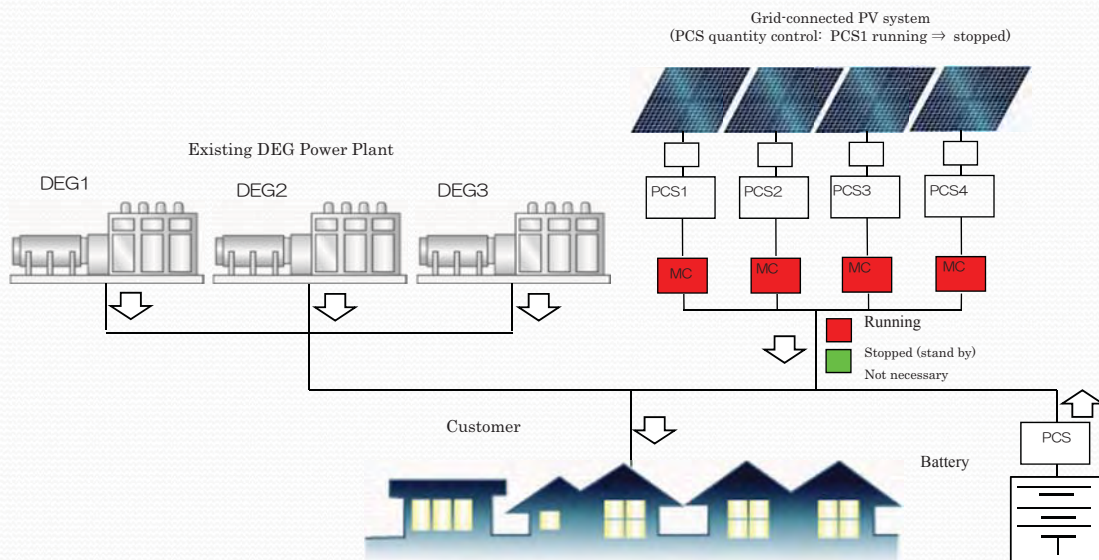 Grid-connected PV system
(PCS quantity control: PCS1 running ⇒ stopped)
Existing DEG Power Plant
DEG1
DEG2
DEG3
PCS1
PCS2
PCS3
PCS4
MC
MC
MC
MC
Running
Stopped (stand by)
Not necessary
Customer
Battery
PCS